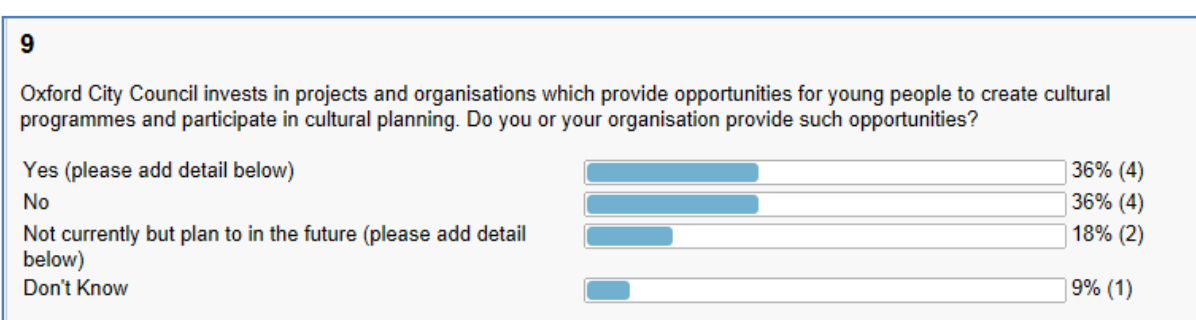 9
Oxford City Council invests in projects and organisations which provide opportunities for young people to create cultural
programmes and participate in cultural planning. Do you or your organisation provide such opportunities?
Yes (please add detail below) 36% (4)
No 36% (4)
Not currently but plan to in the future (please add detail 18% (2)
below)
Don't Know 9% (1)